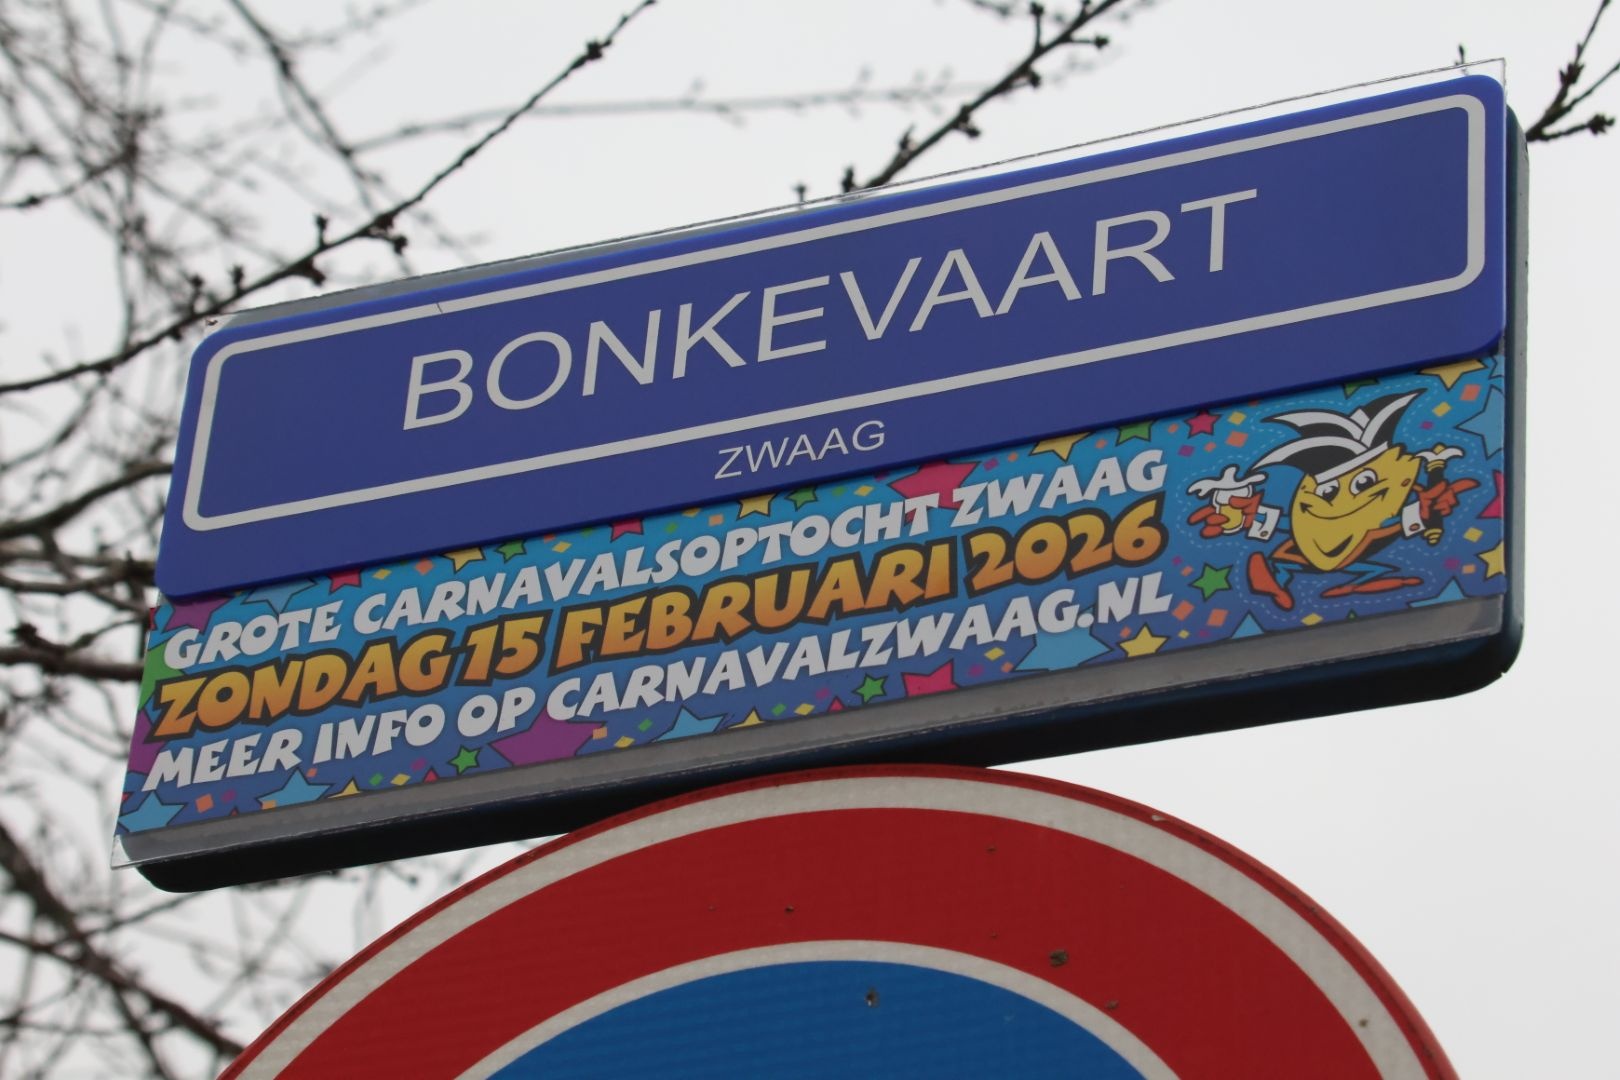 BONKEVAART
ZWAAG
GROTE CARNAVALSOPTOCHT ZWAAG
ZONDAG 15 FEBRUARI 2026
MEER INFO OP CARNAVALZWAAG.NL